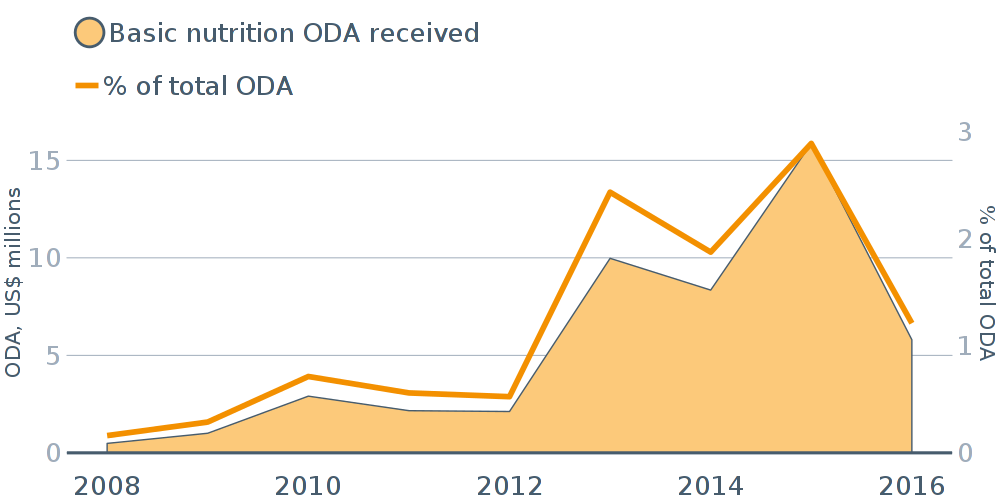 Basic nutrition ODA received
% of total ODA
3
15
2
10
1
5
0
0
ODA, US$ millions
% of total ODA
2008 2010 2012 2014 2016